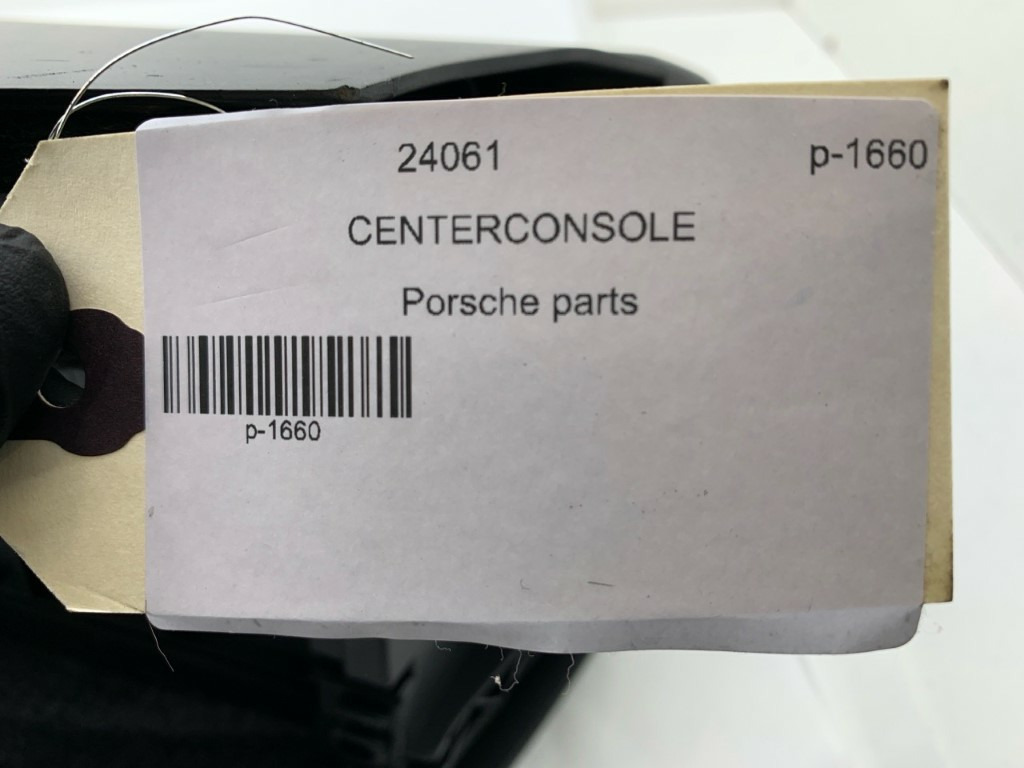 24061 p-1660
CENTERCONSOLE
Porsche parts
p-1660